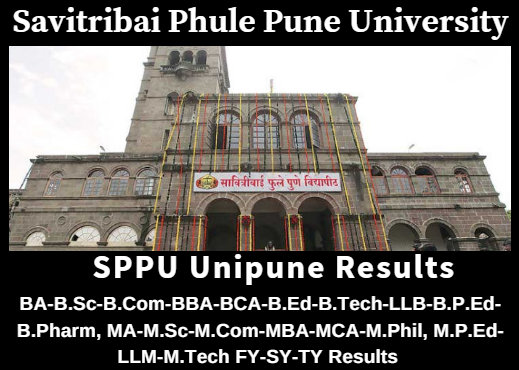 Savitribai Phule Pune University
सावित्रीबाई फुले पुणे विद्यापीठ
SPPU Unipune Results
BA-B.Sc-B.Com-BBA-BCA-B.Ed-B.Tech-LLB-B.P.Ed-
B.Pharm, MA-M.Sc-M.Com-MBA-MCA-M.Phil, M.P.Ed-
LLM-M.Tech FY-SY-TY Results